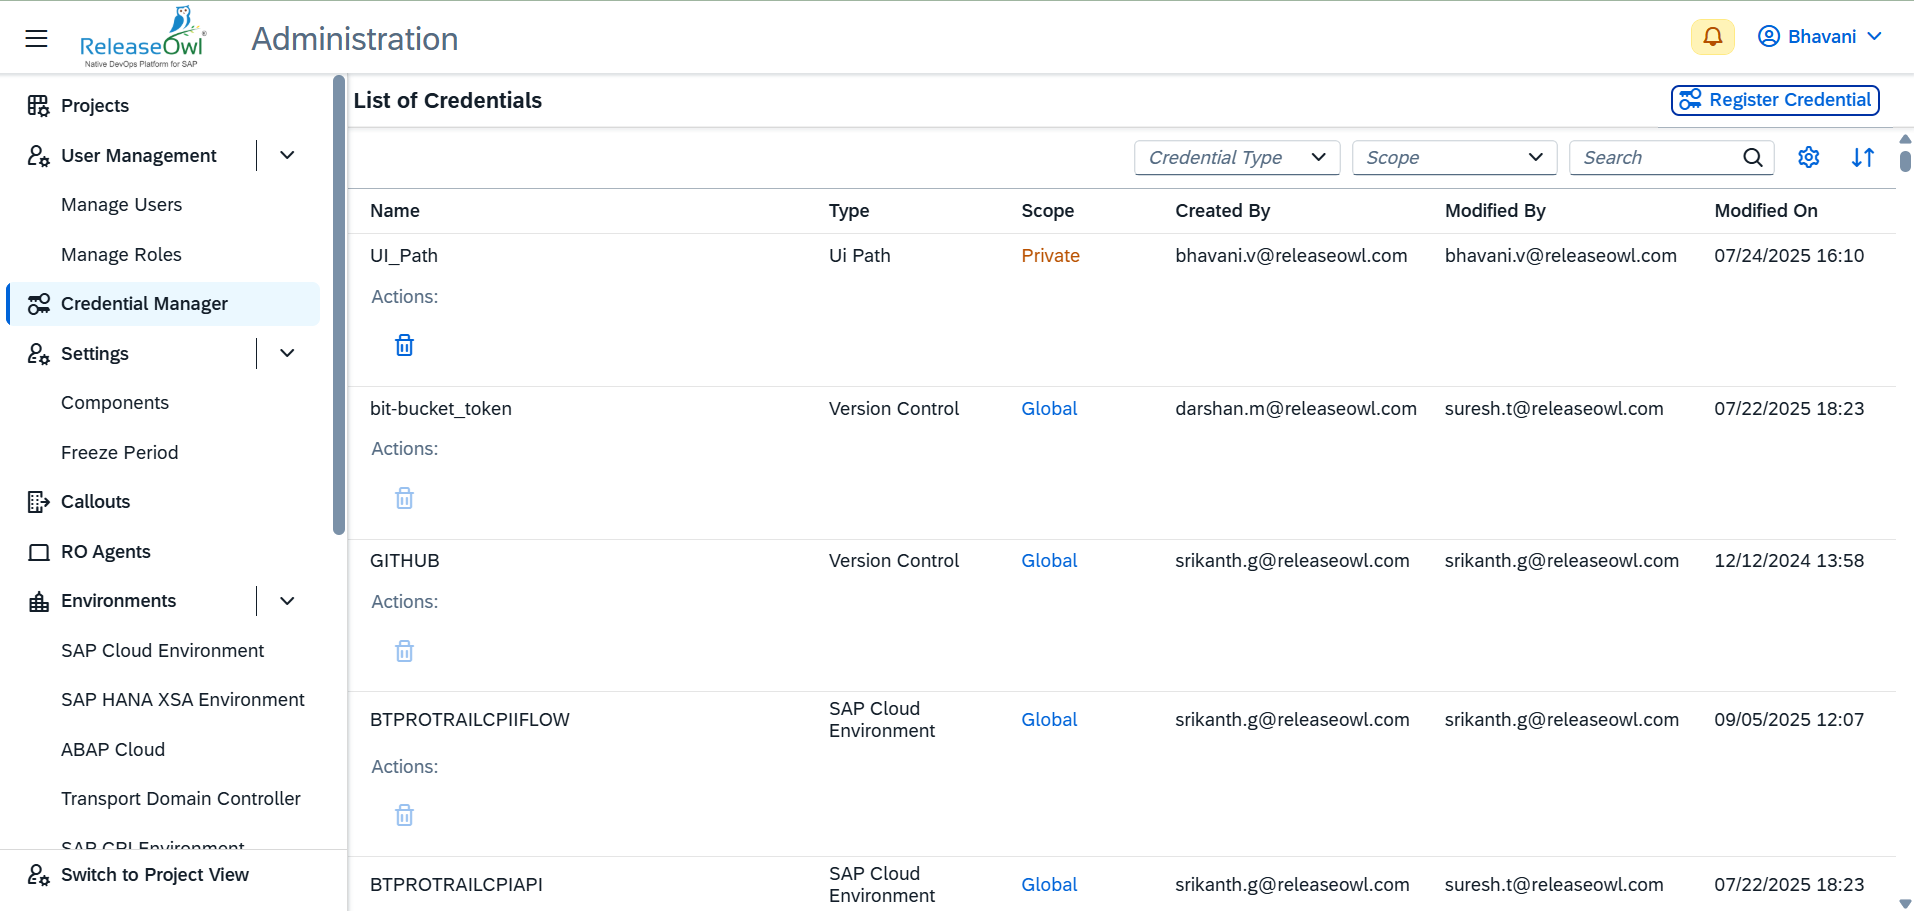 ReleaseOwl
Native DevOps Platform for SAP
Administration
Bhavani
Projects
User Management
Manage Users
Manage Roles
Credential Manager
Settings
Components
Freeze Period
Callouts
RO Agents
Environments
SAP Cloud Environment
SAP HANA XSA Environment
ABAP Cloud
Transport Domain Controller
SAP CPI Environment
Switch to Project View
List of Credentials
Register Credential
Credential Type
Scope
Search
Name Type Scope Created By Modified By Modified On
UI_Path Ui Path Private bhavani.v@releaseowl.com bhavani.v@releaseowl.com 07/24/2025 16:10
Actions:
bit-bucket_token Version Control Global darshan.m@releaseowl.com suresh.t@releaseowl.com 07/22/2025 18:23
Actions:
GITHUB Version Control Global srikanth.g@releaseowl.com srikanth.g@releaseowl.com 12/12/2024 13:58
Actions:
BTPROTRAILCPIIFLOW SAP Cloud Environment Global srikanth.g@releaseowl.com srikanth.g@releaseowl.com 09/05/2025 12:07
Actions:
BTPROTRAILCPIAPI SAP Cloud Environment Global srikanth.g@releaseowl.com suresh.t@releaseowl.com 07/22/2025 18:23